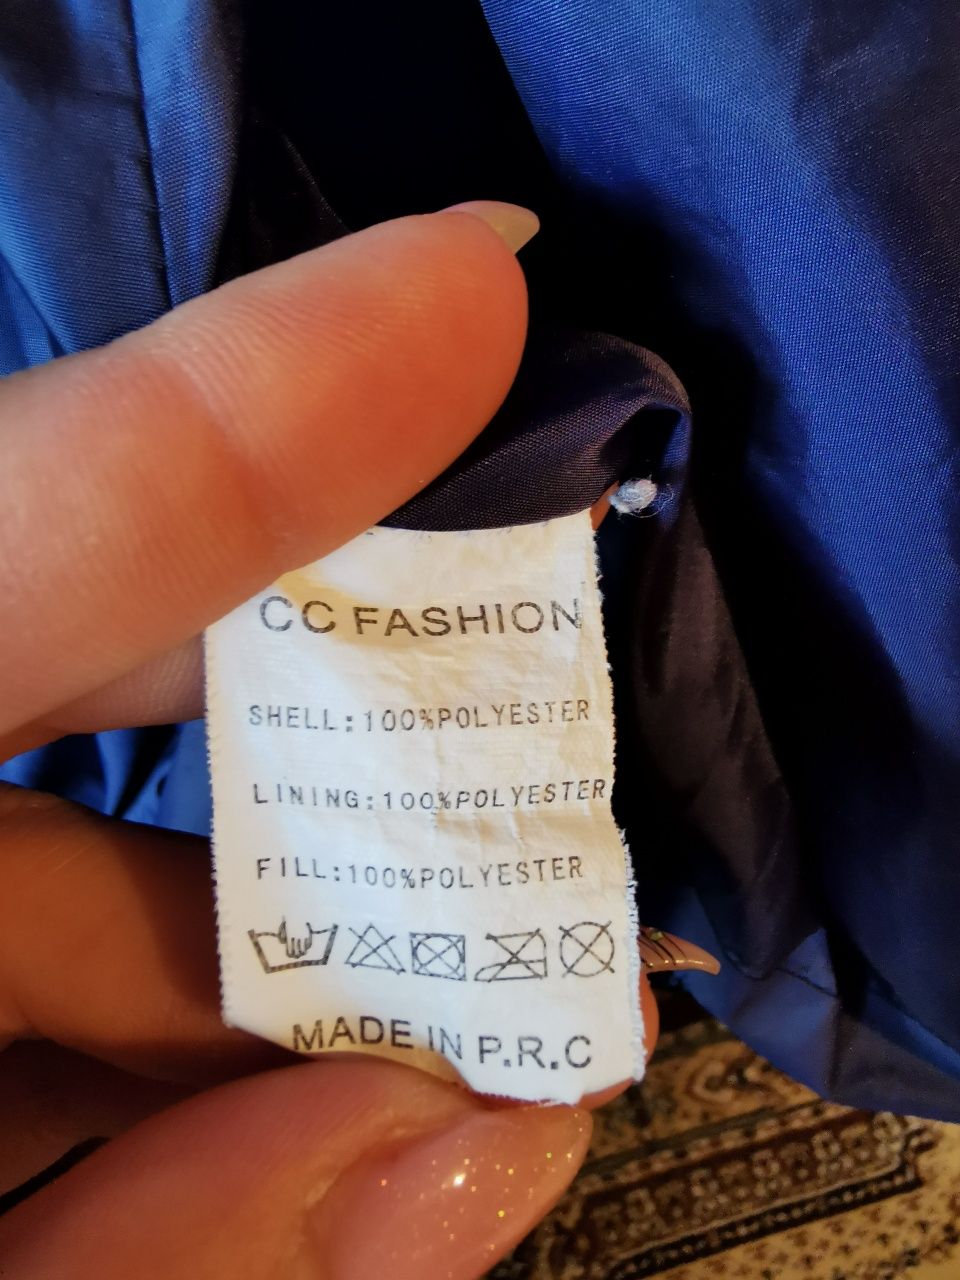 CC FASHION
SHELL:100%POLYESTER
LINING:100%POLYESTER
FILL:100%POLYESTER
MADE IN P.R.C